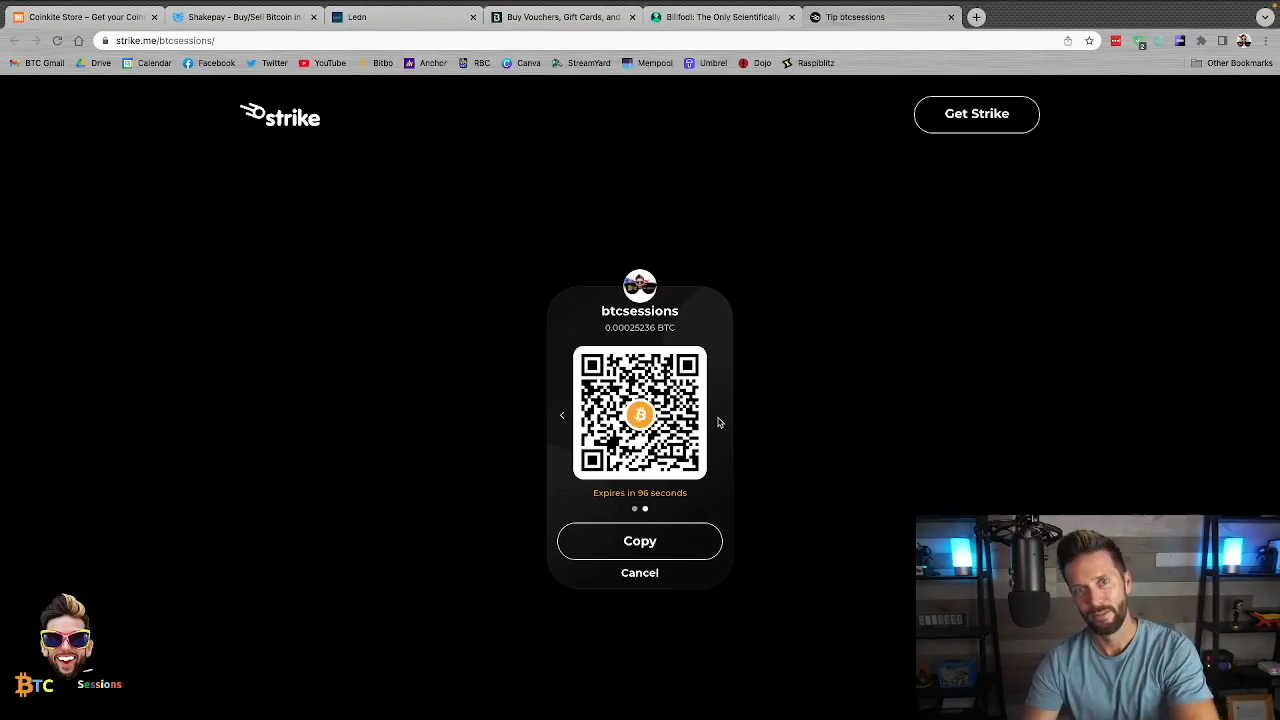 Coinkite Store – Get your Coin
Shakepay - Buy/Sell Bitcoin in
Ledn
Buy Vouchers, Gift Cards, and
Bilifodl: The Only Scientifically
Tip btcsessions
strike.me/btcsessions/
BTC Gmail
Drive
Calendar
Facebook
Twitter
YouTube
Bitbo
Anchor
RBC
Canva
StreamYard
Mempool
Umbrel
Dojo
Raspiblitz
Other Bookmarks
strike
Get Strike
btcsessions
0.00025236 BTC
Expires in 96 seconds
Copy
Cancel
BTC Sessions